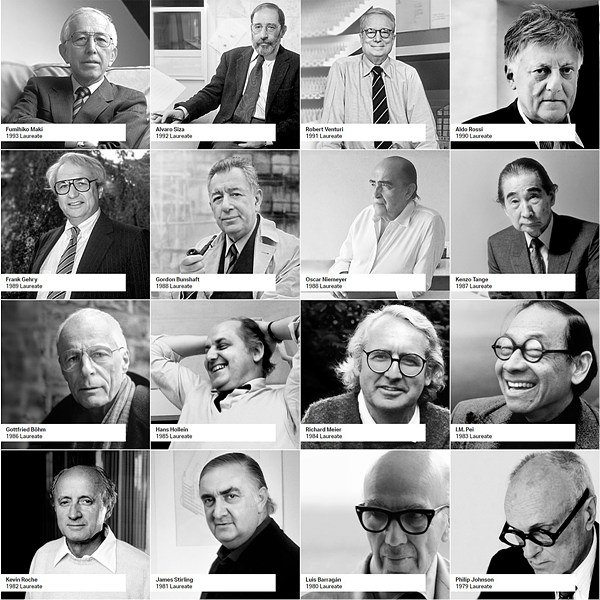 Fumihiko Maki
1993 Laureate
Alvaro Siza
1992 Laureate
Robert Venturi
1991 Laureate
Aldo Rossi
1990 Laureate
Frank Gehry
1989 Laureate
Gordon Bunshaft
1988 Laureate
Oscar Niemeyer
1988 Laureate
Kenzo Tange
1987 Laureate
Gottfried Böhm
1986 Laureate
Hans Hollein
1985 Laureate
Richard Meier
1984 Laureate
I.M. Pei
1983 Laureate
Kevin Roche
1982 Laureate
James Stirling
1981 Laureate
Luis Barragán
1980 Laureate
Philip Johnson
1979 Laureate